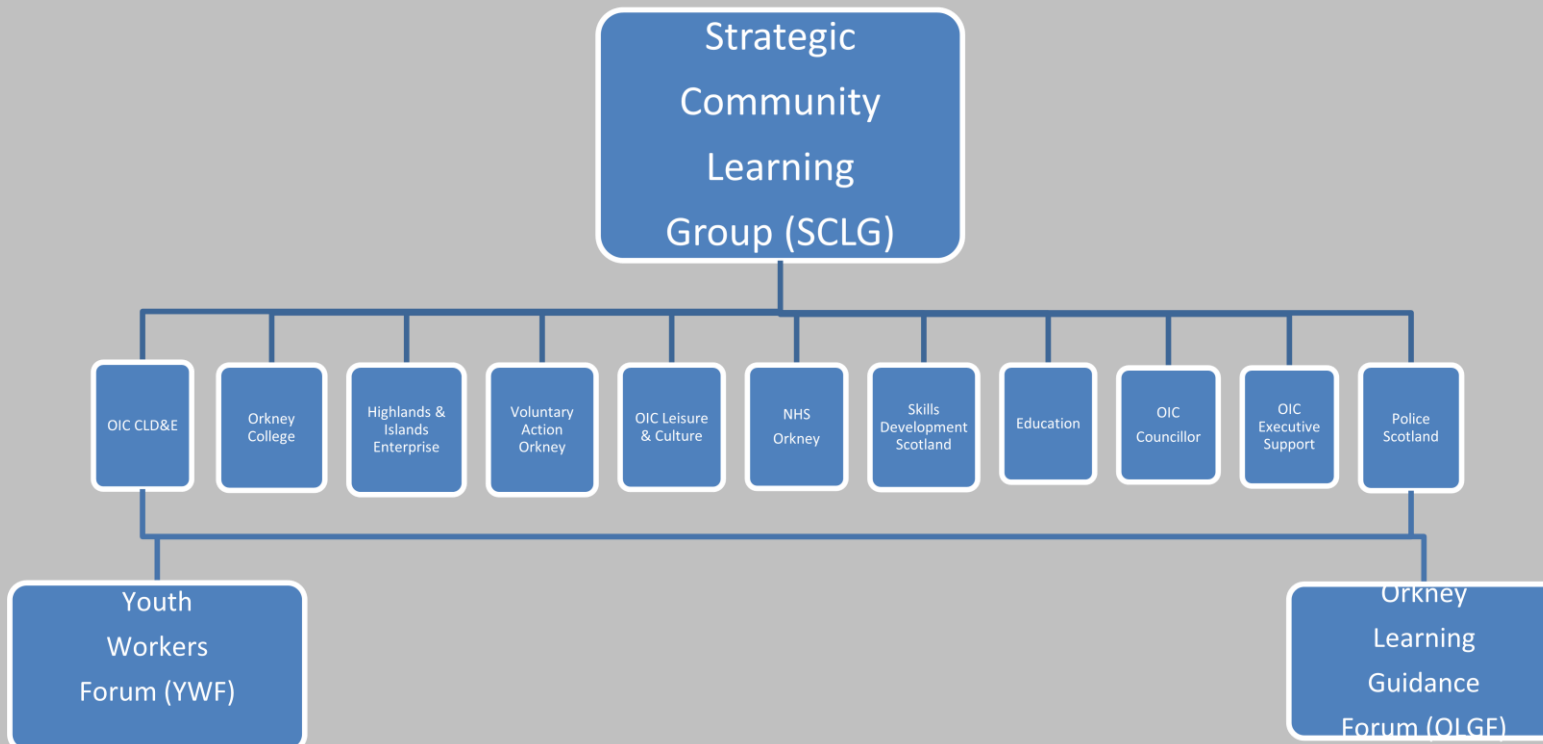 Strategic
Community
Learning
Group (SCLG)
OIC CLD&E
Orkney
College
Highlands &
Islands
Enterprise
Voluntary
Action
Orkney
OIC Leisure
& Culture
NHS
Orkney
Skills
Development
Scotland
Education
OIC
Councillor
OIC
Executive
Support
Police
Scotland
Youth
Workers
Forum (YWF)
Orkney
Learning
Guidance
Forum (OLGF)